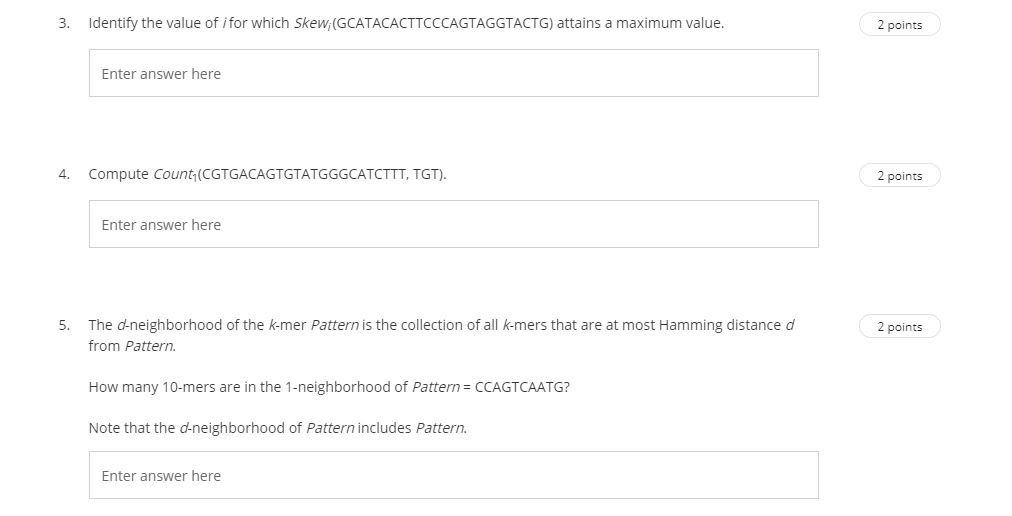 3. Identify the value of i for which Skewᵢ(GCATACACTTCCCAGTAGGTACTG) attains a maximum value. 2 points
Enter answer here
4. Compute Count₁(CGTGACAGTGTATGGGCATCTTT, TGT). 2 points
Enter answer here
5. The d-neighborhood of the k-mer Pattern is the collection of all k-mers that are at most Hamming distance d 2 points
from Pattern.
How many 10-mers are in the 1-neighborhood of Pattern = CCAGTCAATG?
Note that the d-neighborhood of Pattern includes Pattern.
Enter answer here